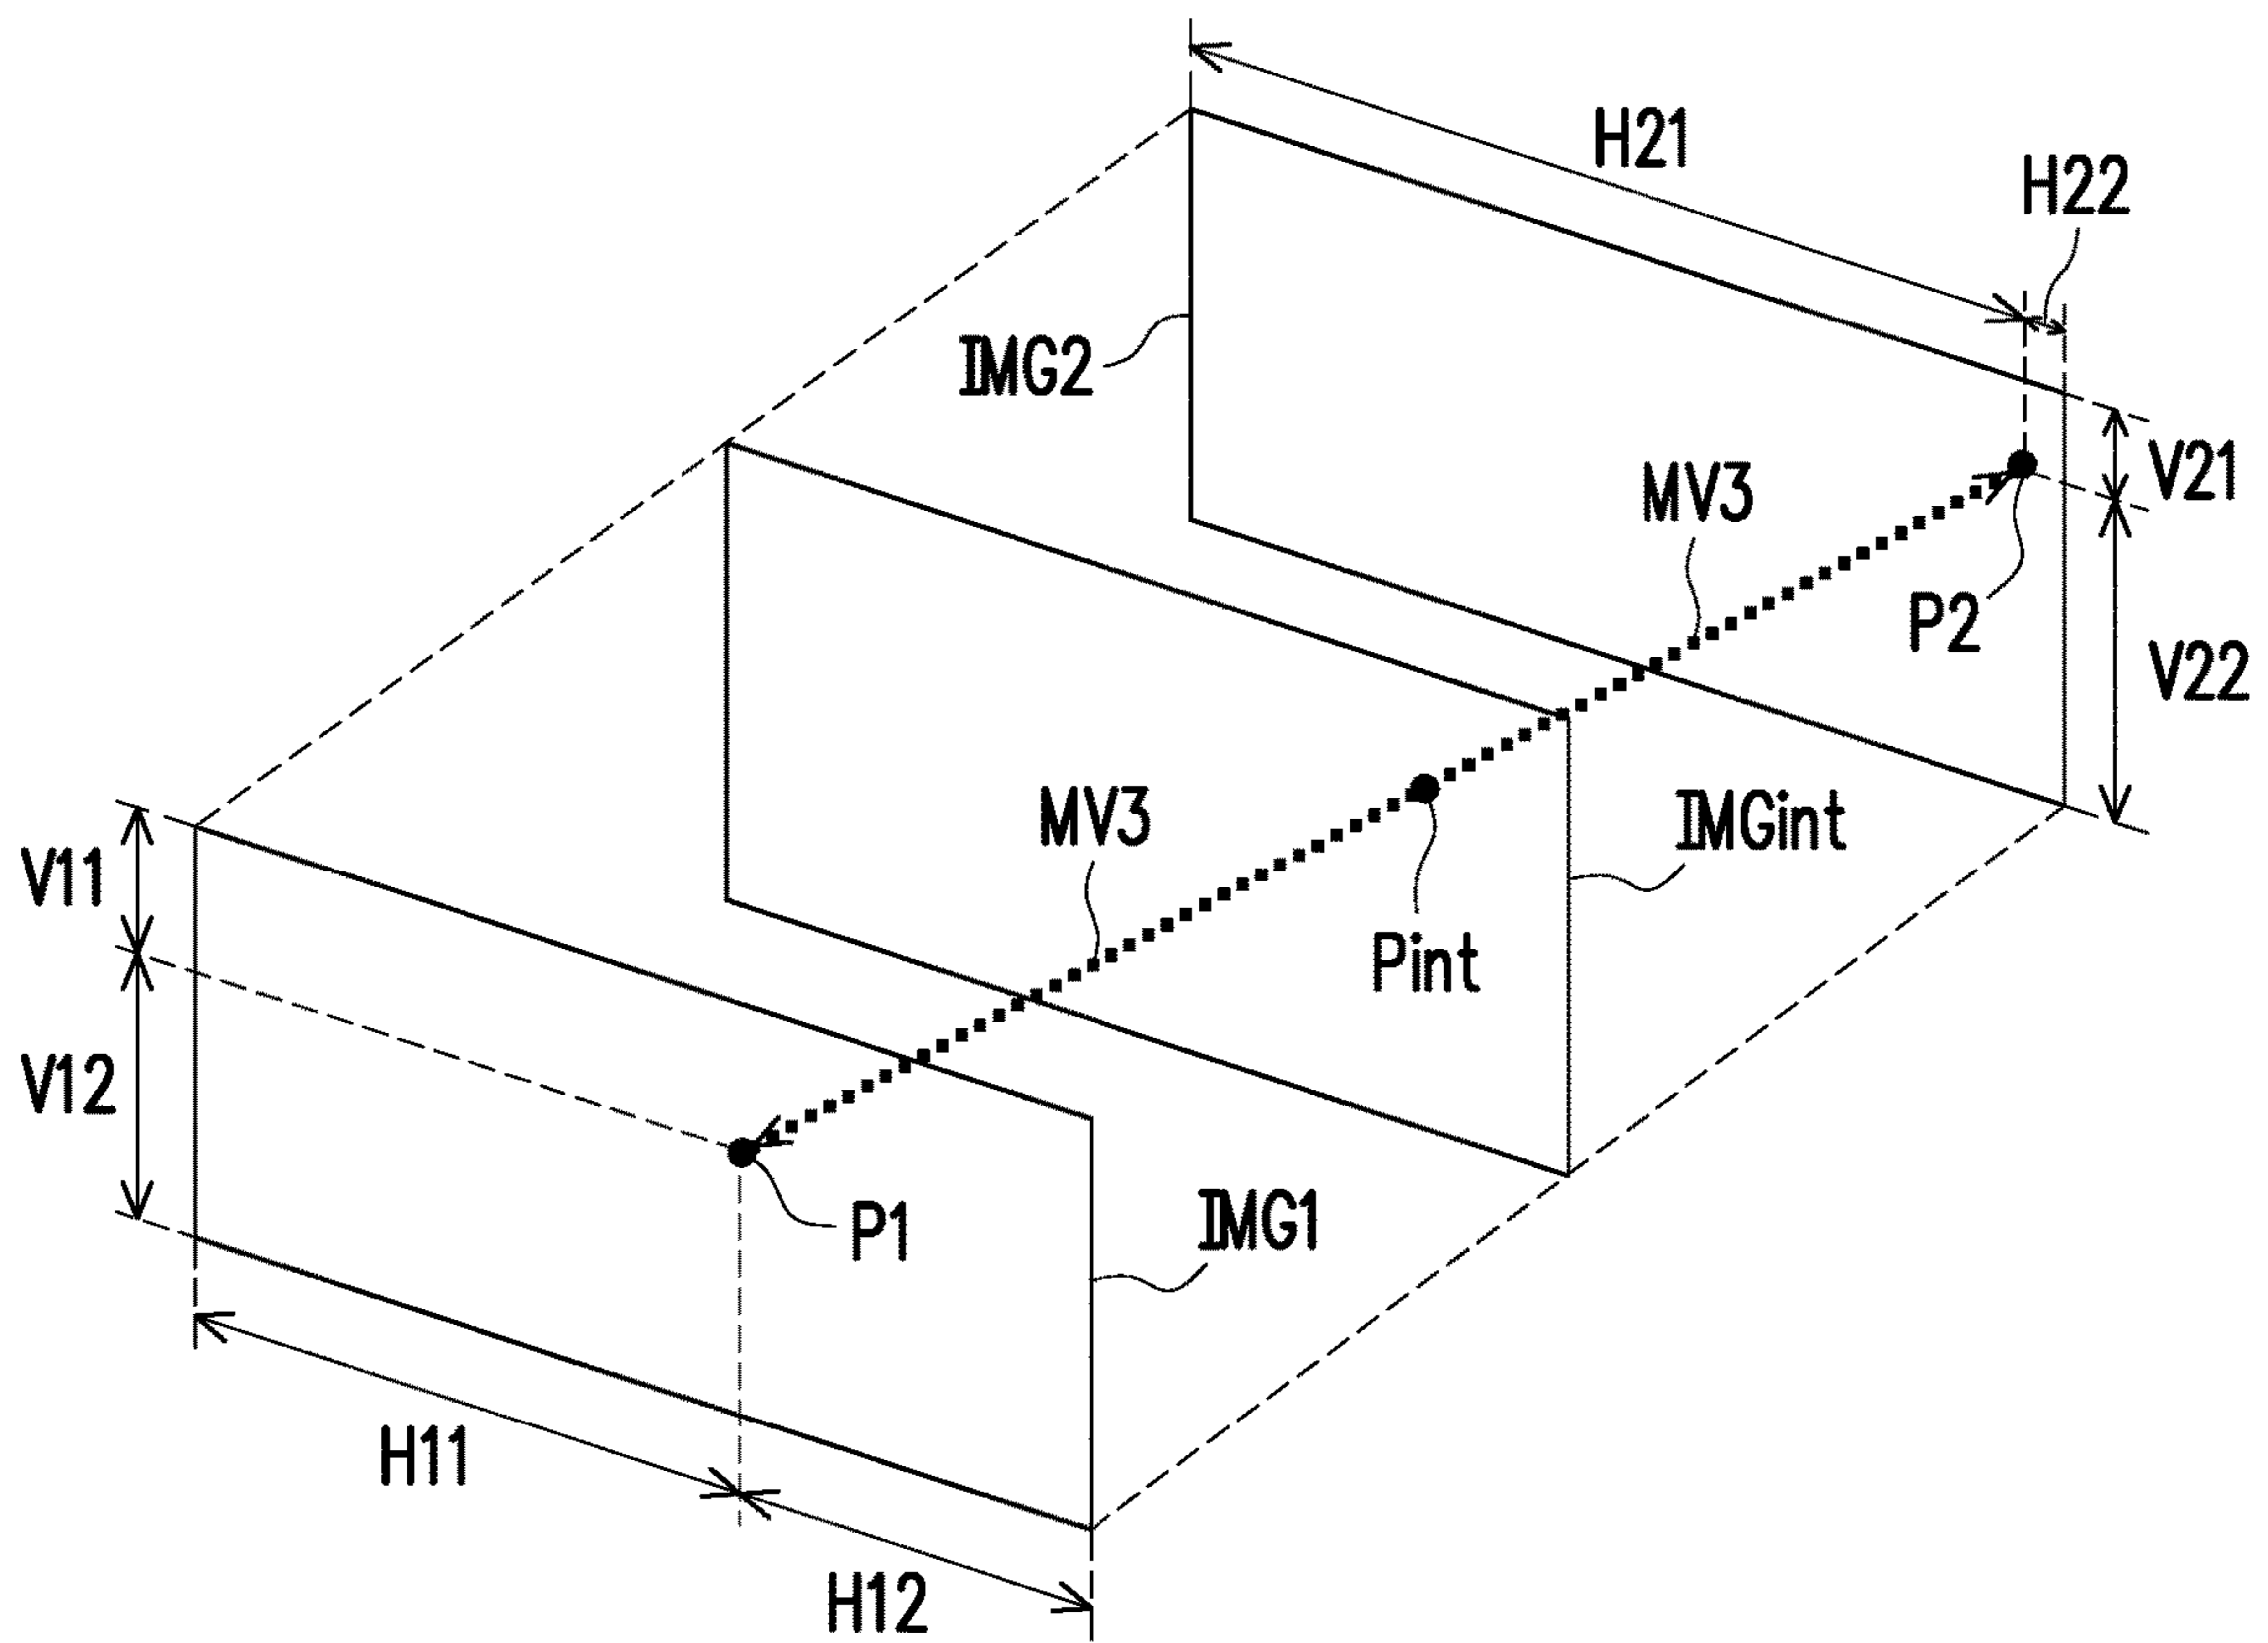 H21
H22
IMG2
V21
MV3
P2
V22
MV3
IMGint
V11
Pint
V12
P1
IMG1
H11
H12